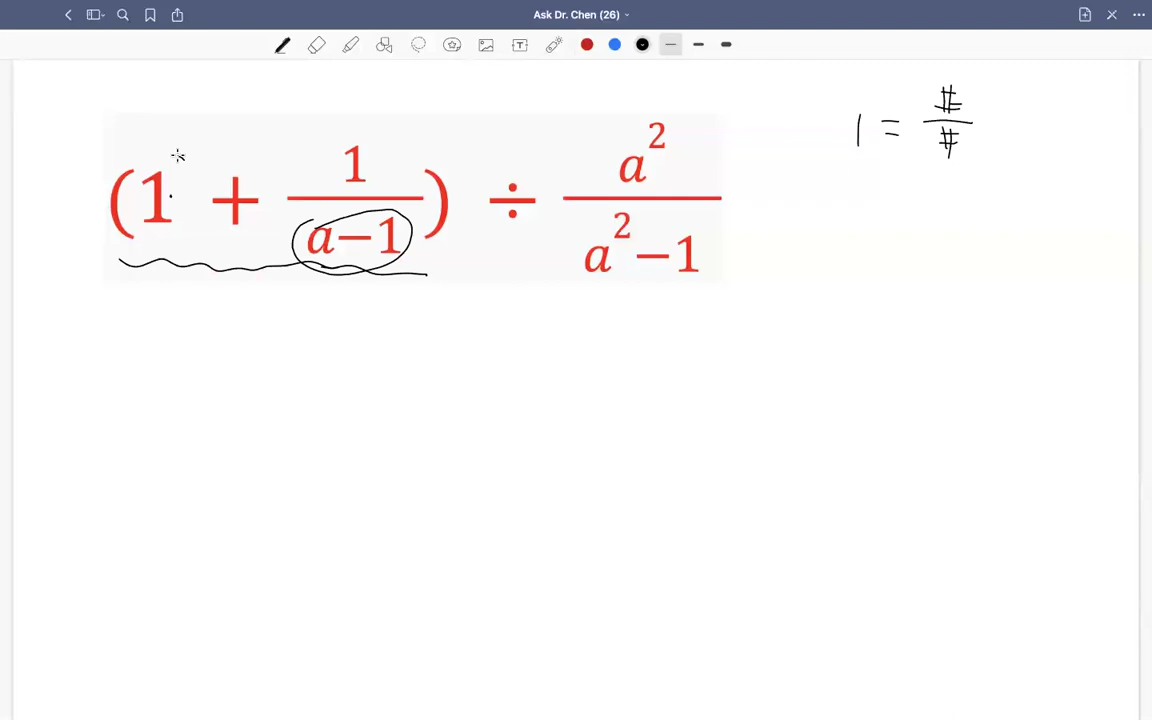 Ask Dr. Chen (26)
1 = #/#
(1 + 1/(a−1)) ÷ a²/(a²−1)